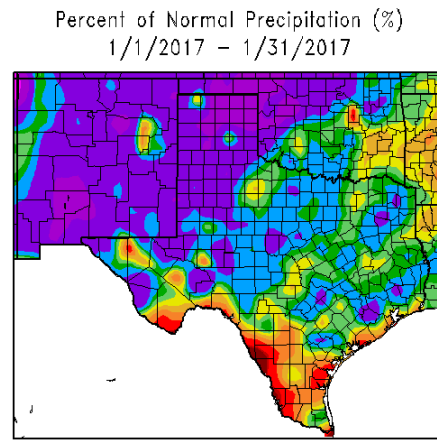 Percent of Normal Precipitation (%)
1/1/2017 – 1/31/2017